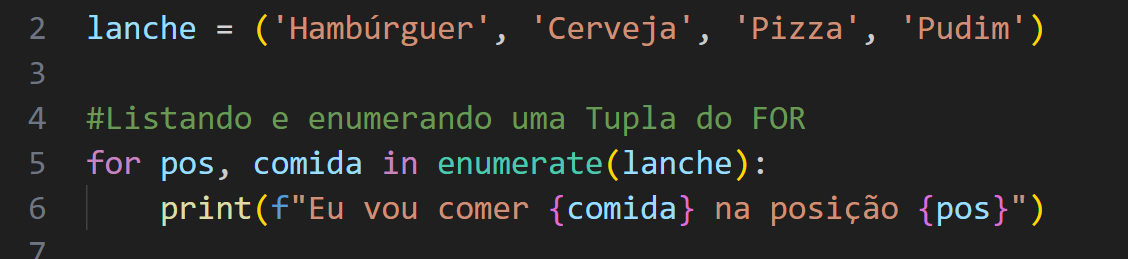 2 lanche = ('Hambúrguer', 'Cerveja', 'Pizza', 'Pudim')
3
4 #Listando e enumerando uma Tupla do FOR
5 for pos, comida in enumerate(lanche):
6     print(f"Eu vou comer {comida} na posição {pos}")
7